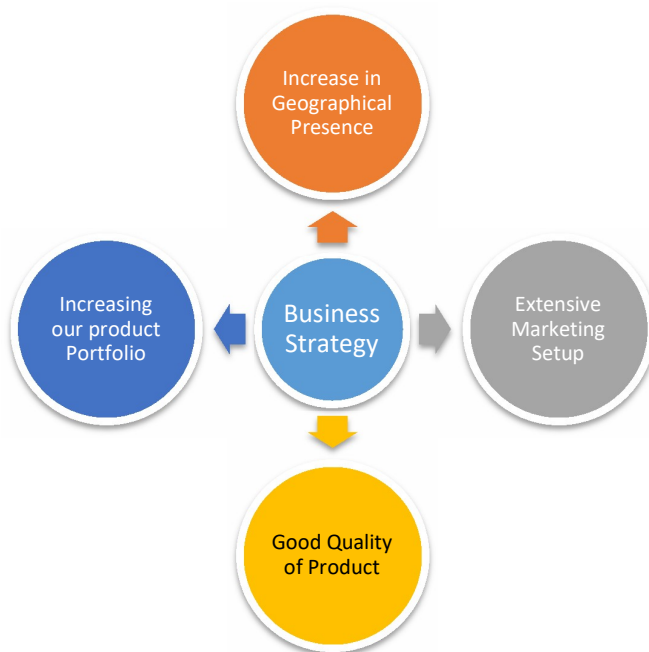 Increase in
Geographical
Presence
Increasing
our product
Portfolio
Business
Strategy
Extensive
Marketing
Setup
Good Quality
of Product